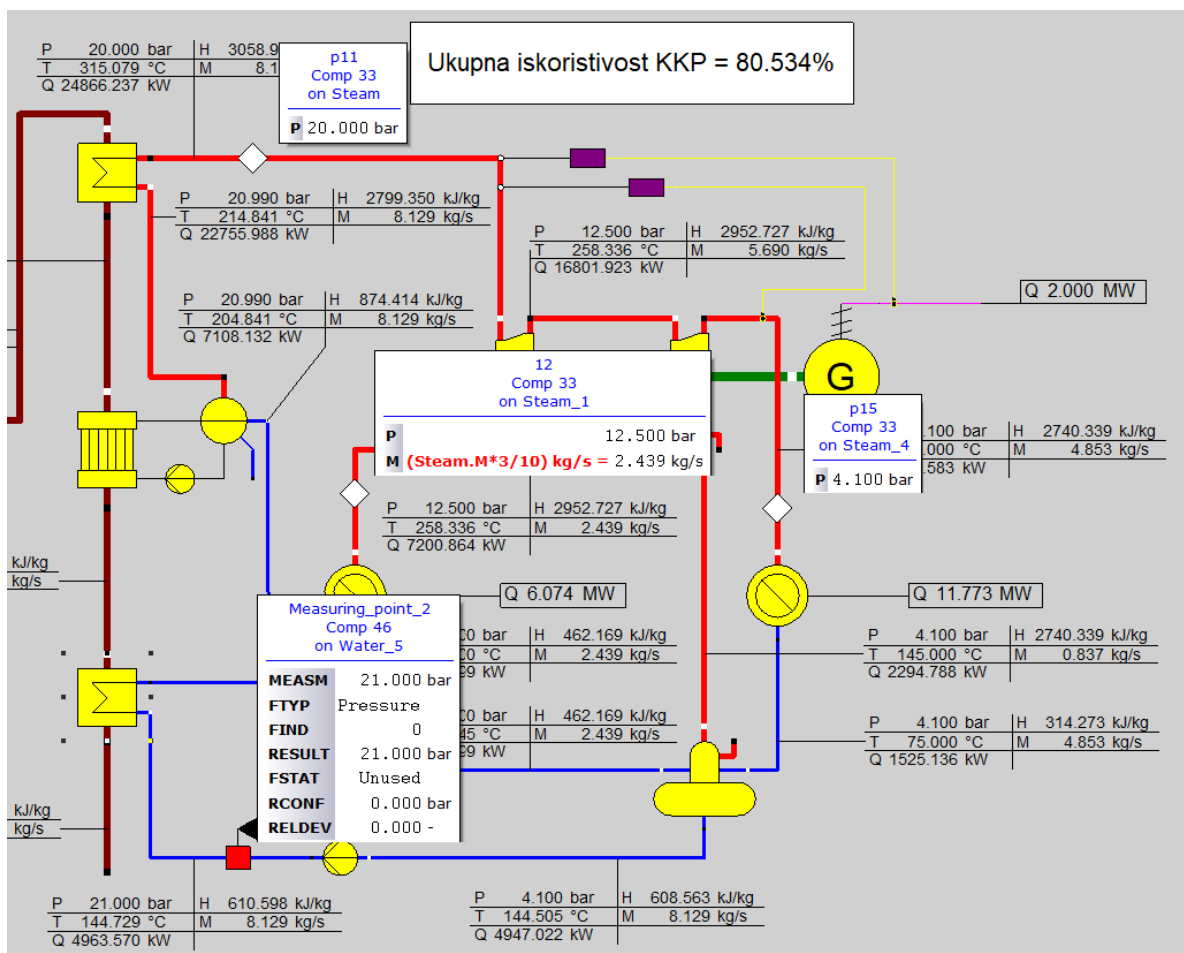 P 20.000 bar H 3058.9
T 315.079 °C M 8.1
Q 24866.237 kW
p11
Comp 33
on Steam
P 20.000 bar
Ukupna iskoristivost KKP = 80.534%
P 20.990 bar H 2799.350 kJ/kg
T 214.841 °C M 8.129 kg/s
Q 22755.988 kW
P 12.500 bar H 2952.727 kJ/kg
T 258.336 °C M 5.690 kg/s
Q 16801.923 kW
Q 2.000 MW
P 20.990 bar H 874.414 kJ/kg
T 204.841 °C M 8.129 kg/s
Q 7108.132 kW
12
Comp 33
on Steam_1
P 12.500 bar
M (Steam.M*3/10) kg/s = 2.439 kg/s
G
p15
Comp 33
on Steam_4
P 4.100 bar
.100 bar H 2740.339 kJ/kg
.000 °C M 4.853 kg/s
.583 kW
P 12.500 bar H 2952.727 kJ/kg
T 258.336 °C M 2.439 kg/s
Q 7200.864 kW
kJ/kg
kg/s
Q 6.074 MW
Q 11.773 MW
Measuring_point_2
Comp 46
on Water_5
MEASM 21.000 bar
FTYP Pressure
FIND 0
RESULT 21.000 bar
FSTAT Unused
RCONF 0.000 bar
RELDEV 0.000 -
00 bar H 462.169 kJ/kg
00 °C M 2.439 kg/s
99 kW
P 4.100 bar H 2740.339 kJ/kg
T 145.000 °C M 0.837 kg/s
Q 2294.788 kW
00 bar H 462.169 kJ/kg
45 °C M 2.439 kg/s
99 kW
P 4.100 bar H 314.273 kJ/kg
T 75.000 °C M 4.853 kg/s
Q 1525.136 kW
kJ/kg
kg/s
P 21.000 bar H 610.598 kJ/kg
T 144.729 °C M 8.129 kg/s
Q 4963.570 kW
P 4.100 bar H 608.563 kJ/kg
T 144.505 °C M 8.129 kg/s
Q 4947.022 kW